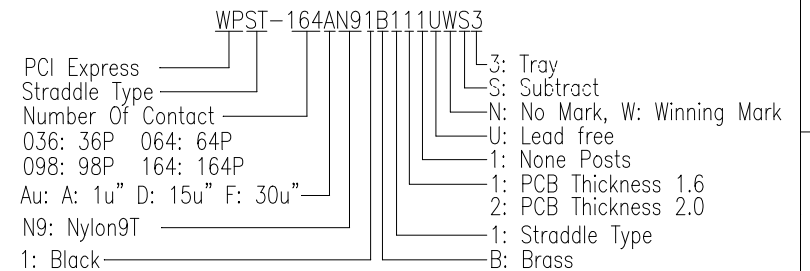 WPST-164AN91B111UWS3
PCI Express
Straddle Type
Number Of Contact
036: 36P 064: 64P
098: 98P 164: 164P
Au: A: 1u" D: 15u" F: 30u"
N9: Nylon9T
1: Black
3: Tray
S: Subtract
N: No Mark, W: Winning Mark
U: Lead free
1: None Posts
1: PCB Thickness 1.6
2: PCB Thickness 2.0
1: Straddle Type
B: Brass